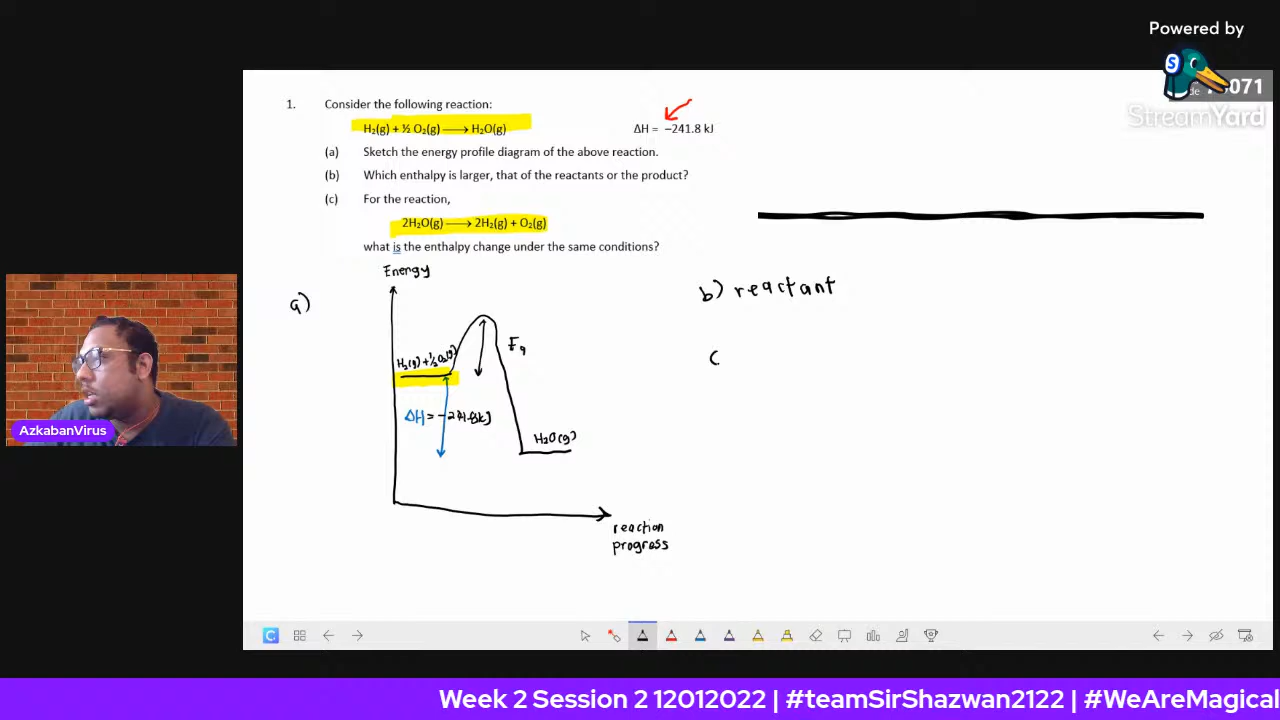 Powered by
071
StreamYard
1. Consider the following reaction:
H₂(g) + ½ O₂(g) ⟶ H₂O(g) ΔH = −241.8 kJ
(a) Sketch the energy profile diagram of the above reaction.
(b) Which enthalpy is larger, that of the reactants or the product?
(c) For the reaction,
2H₂O(g) ⟶ 2H₂(g) + O₂(g)
what is the enthalpy change under the same conditions?
Energy
a)
b) reactant
H₂(g) + ½ O₂(g)
Ea
C
ΔH = −241.8kJ
H₂O(g)
reaction
progress
AzkabanVirus
Week 2 Session 2 12012022 | #teamSirShazwan2122 | #WeAreMagical